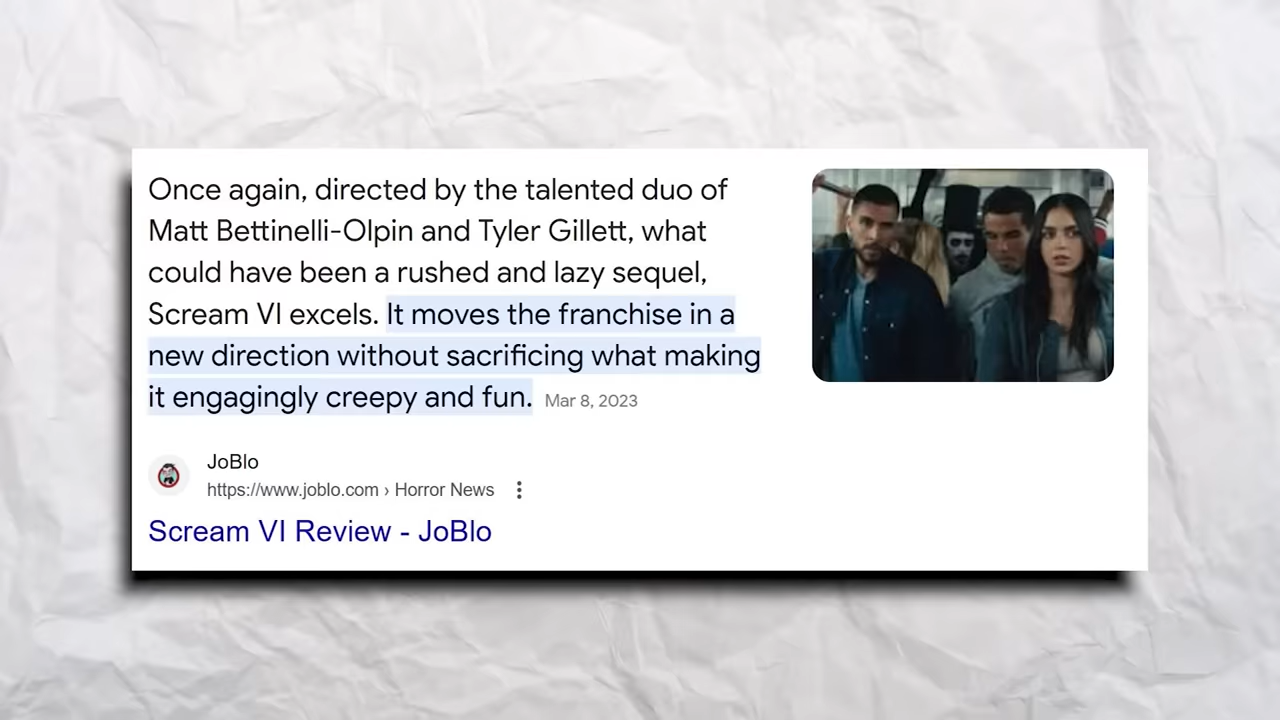 Once again, directed by the talented duo of
Matt Bettinelli-Olpin and Tyler Gillett, what
could have been a rushed and lazy sequel,
Scream VI excels. It moves the franchise in a
new direction without sacrificing what making
it engagingly creepy and fun. Mar 8, 2023
JoBlo
https://www.joblo.com › Horror News
Scream VI Review - JoBlo